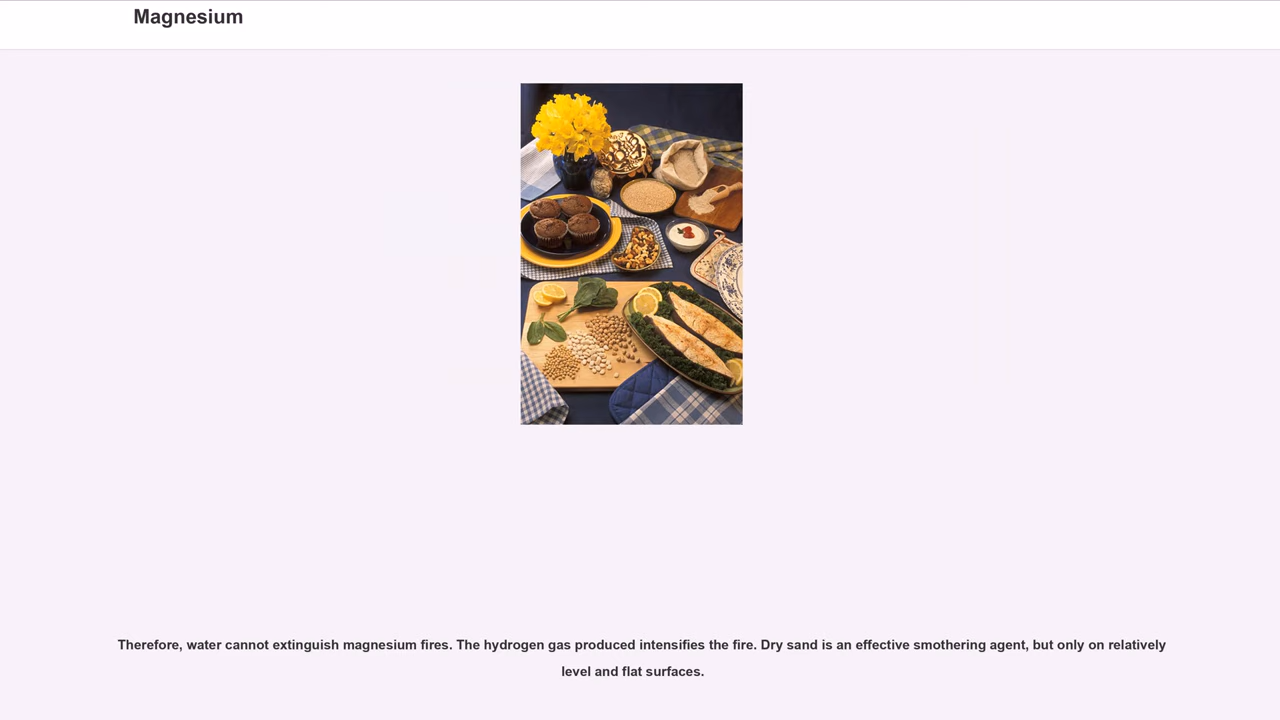 Magnesium
Therefore, water cannot extinguish magnesium fires. The hydrogen gas produced intensifies the fire. Dry sand is an effective smothering agent, but only on relatively
level and flat surfaces.